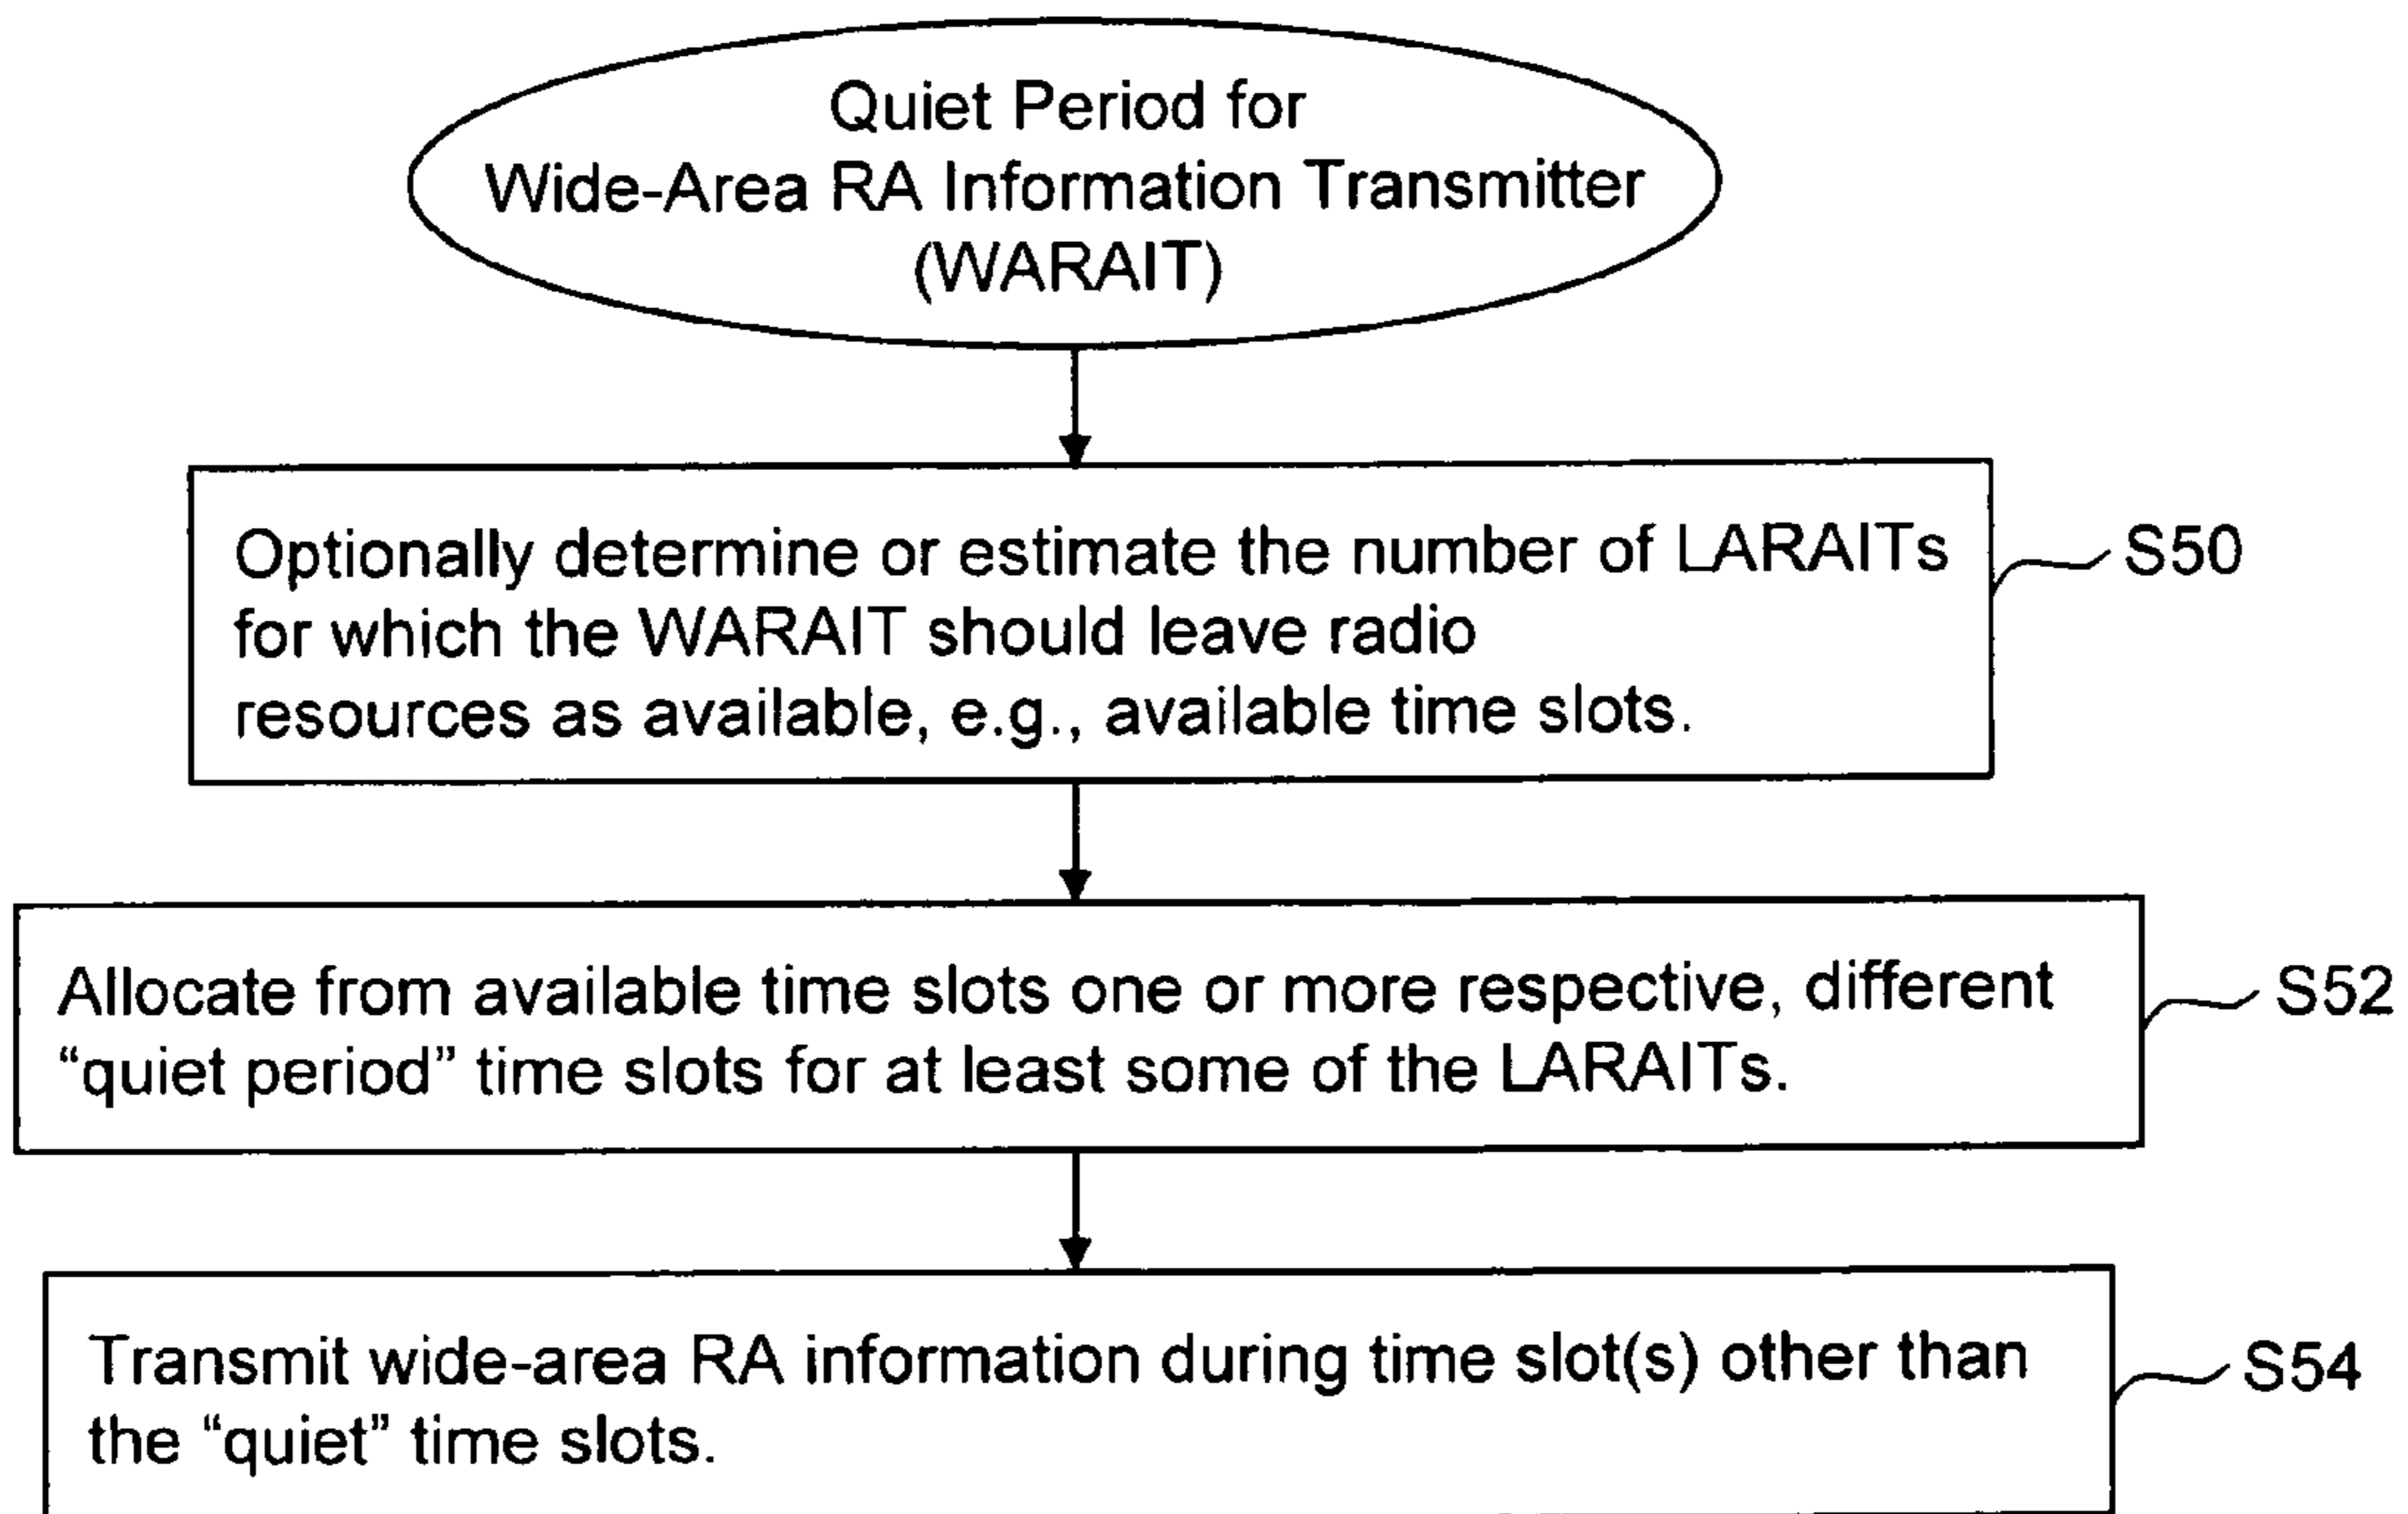 Quiet Period for
Wide-Area RA Information Transmitter
(WARAIT)
Optionally determine or estimate the number of LARAITs
for which the WARAIT should leave radio
resources as available, e.g., available time slots.
S50
Allocate from available time slots one or more respective, different
“quiet period” time slots for at least some of the LARAITs.
S52
Transmit wide-area RA information during time slot(s) other than
the “quiet” time slots.
S54